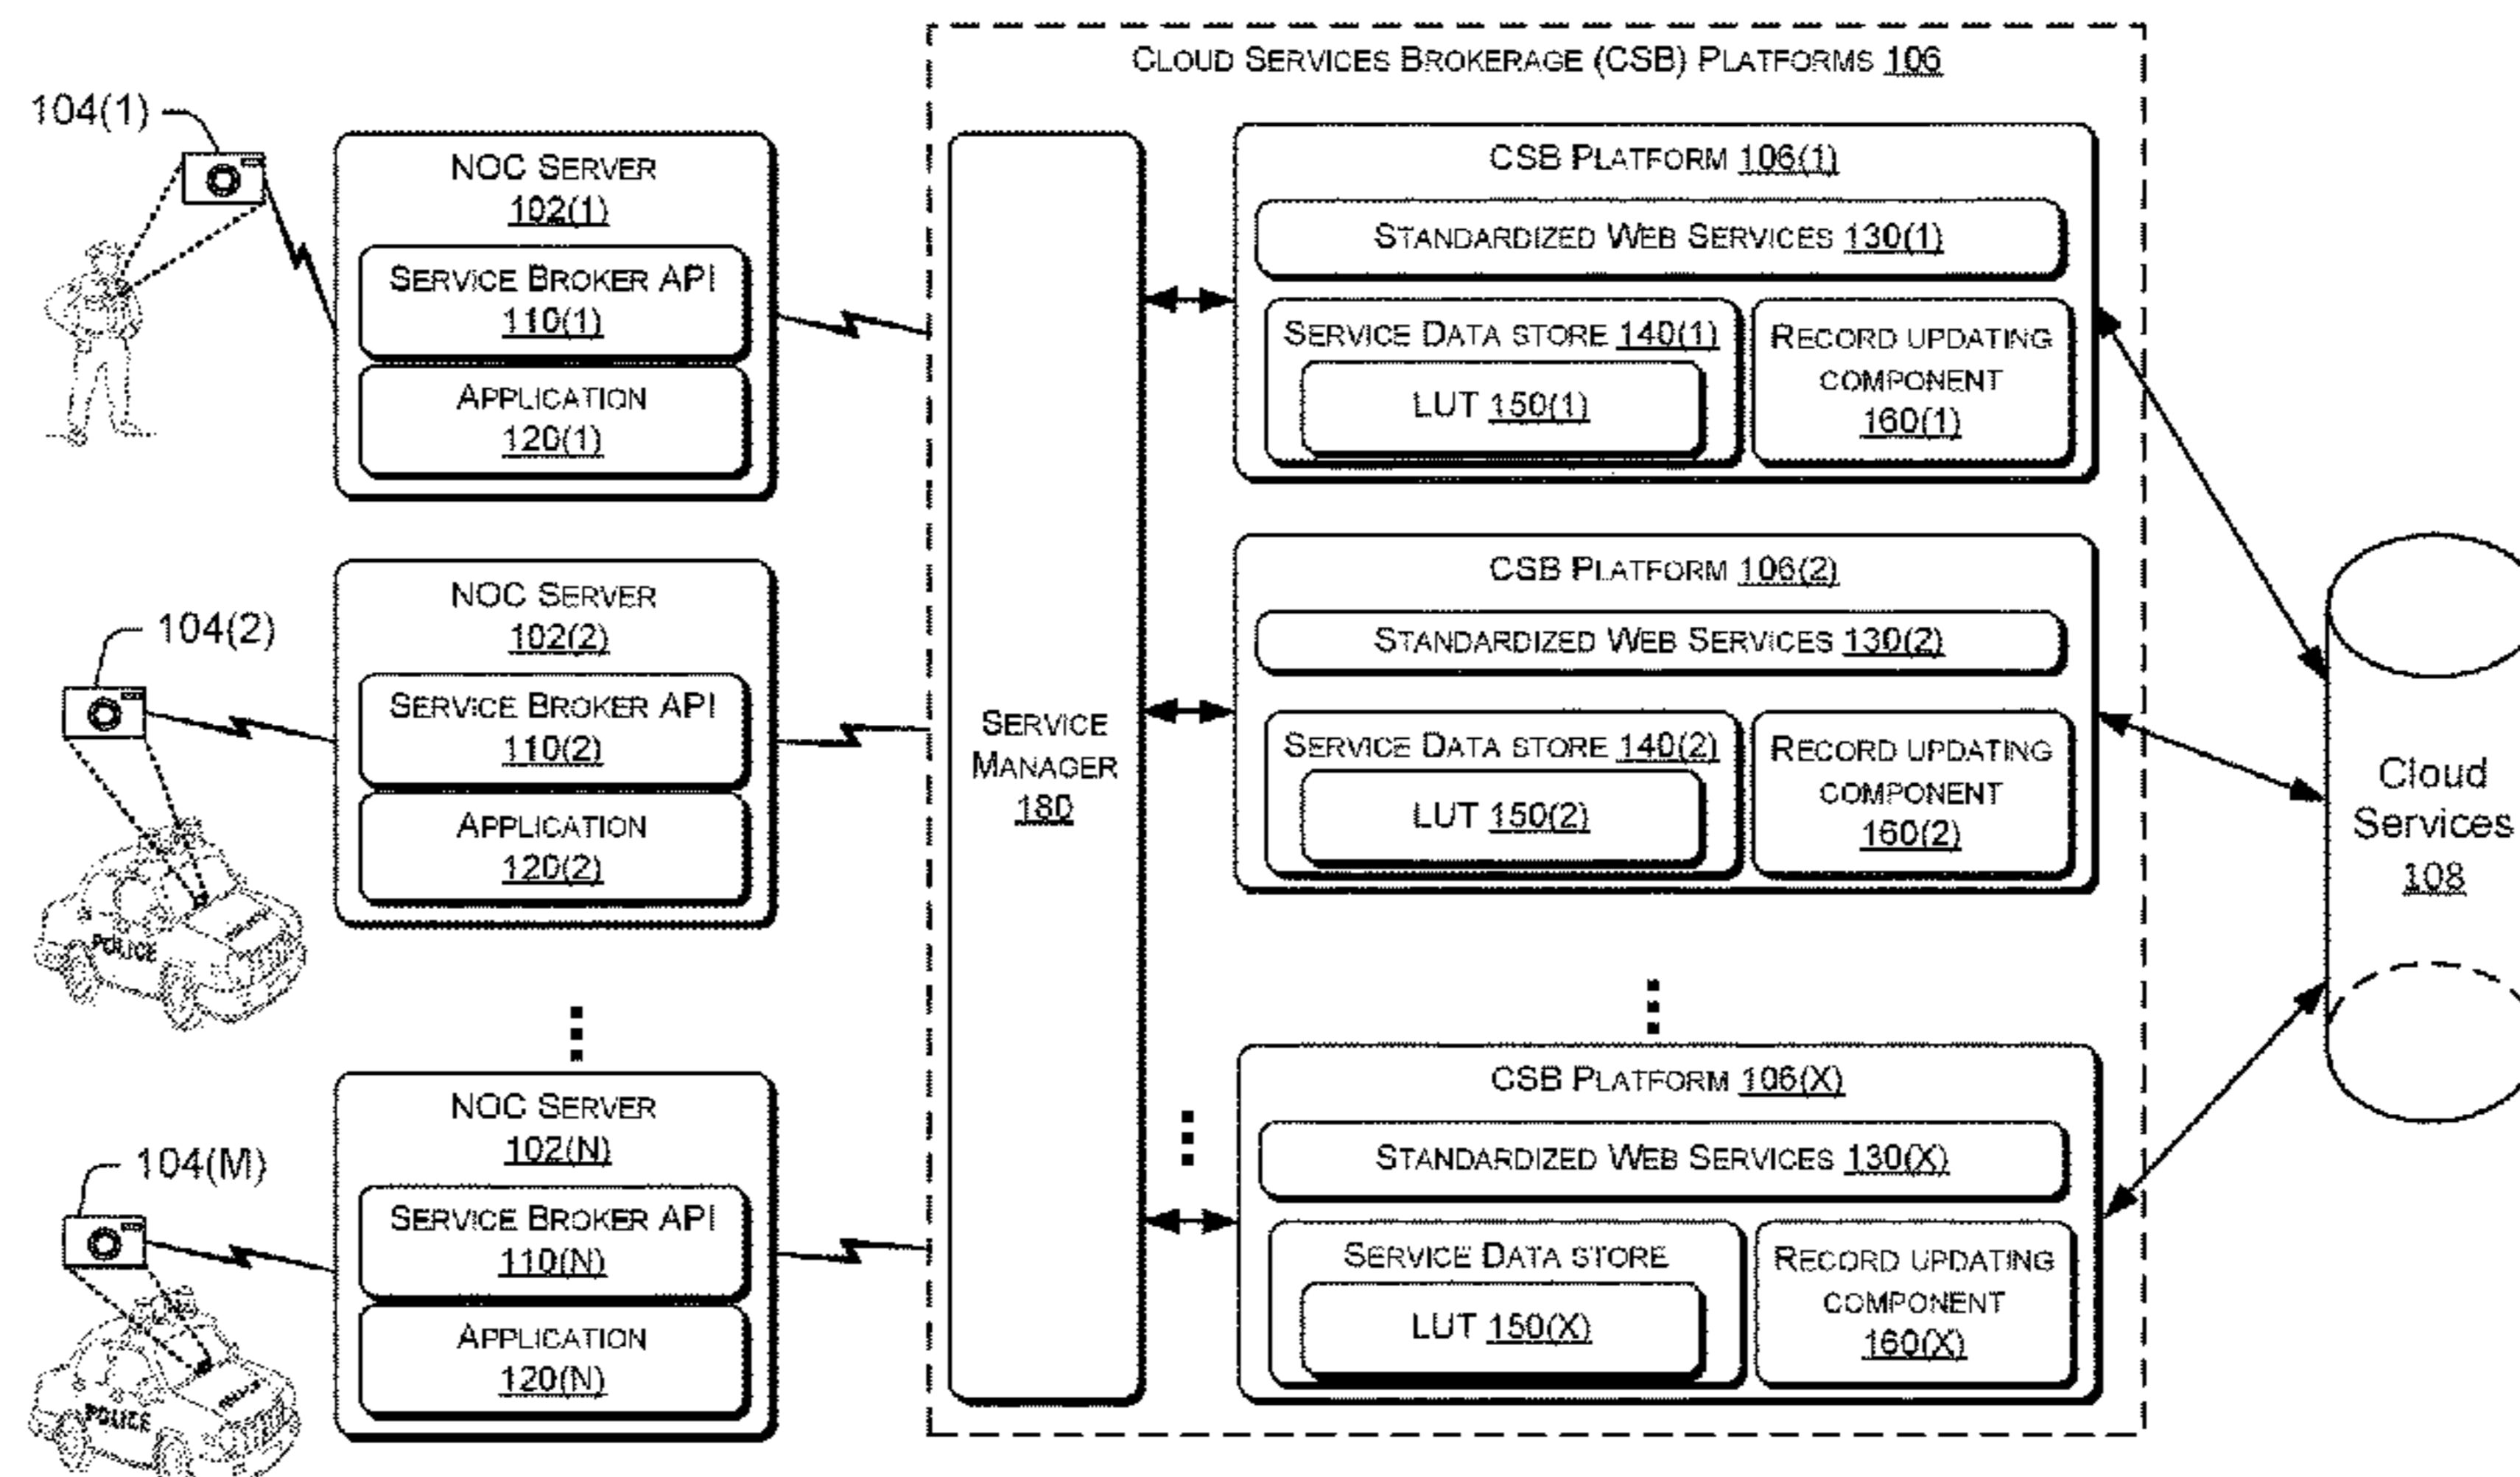 CLOUD SERVICES BROKERAGE (CSB) PLATFORMS 106
104(1)
NOC SERVER
102(1)
SERVICE BROKER API
110(1)
APPLICATION
120(1)
104(2)
NOC SERVER
102(2)
SERVICE BROKER API
110(2)
APPLICATION
120(2)
POLICE
104(M)
NOC SERVER
102(N)
SERVICE BROKER API
110(N)
APPLICATION
120(N)
POLICE
SERVICE
MANAGER
180
CSB PLATFORM 106(1)
STANDARDIZED WEB SERVICES 130(1)
SERVICE DATA STORE 140(1)
LUT 150(1)
RECORD UPDATING
COMPONENT
160(1)
CSB PLATFORM 106(2)
STANDARDIZED WEB SERVICES 130(2)
SERVICE DATA STORE 140(2)
LUT 150(2)
RECORD UPDATING
COMPONENT
160(2)
CSB PLATFORM 106(X)
STANDARDIZED WEB SERVICES 130(X)
SERVICE DATA STORE
LUT 150(X)
RECORD UPDATING
COMPONENT
160(X)
Cloud
Services
108